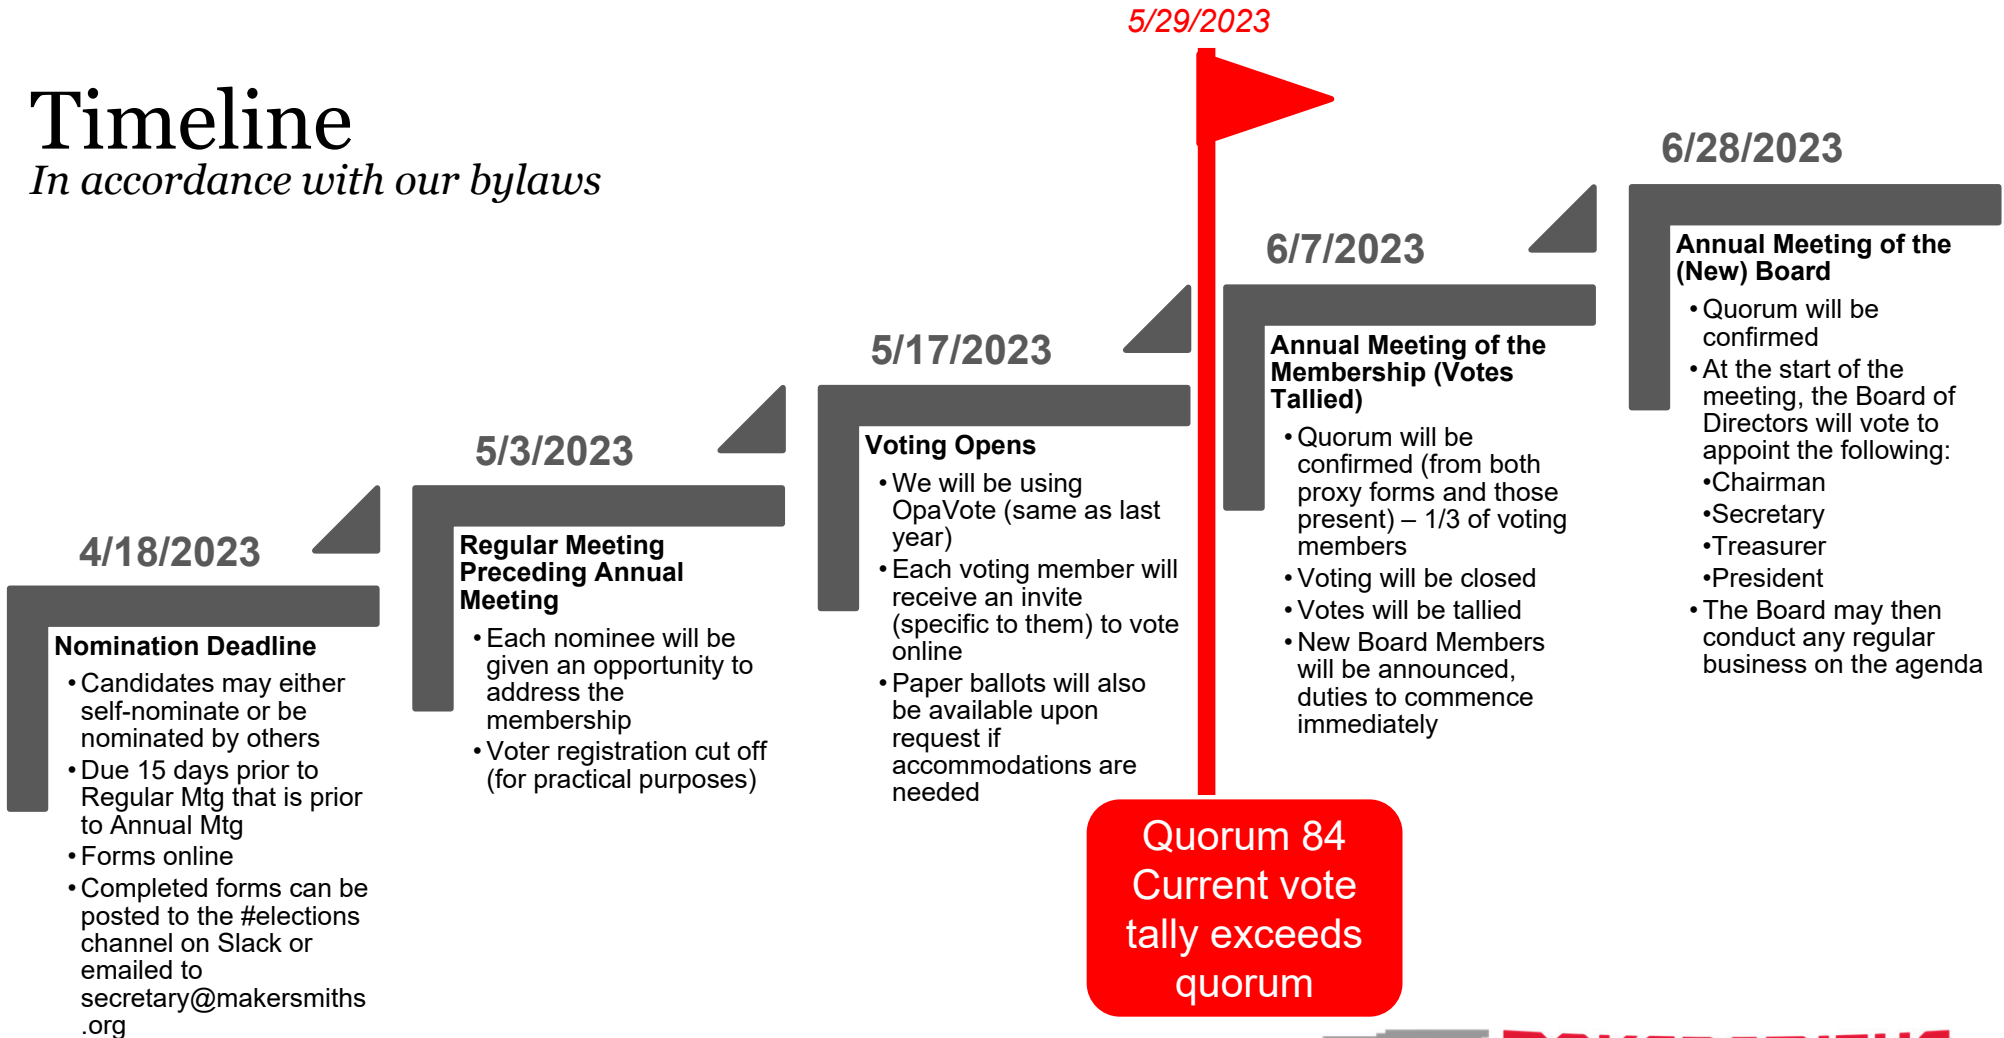 Timeline
In accordance with our bylaws
4/18/2023
Nomination Deadline
•Candidates may either
self-nominate or be
nominated by others
•Due 15 days prior to
Regular Mtg that is prior
to Annual Mtg
•Forms online
•Completed forms can be
posted to the #elections
channel on Slack or
emailed to
secretary@makersmiths
.org
5/3/2023
Regular Meeting
Preceding Annual
Meeting
•Each nominee will be
given an opportunity to
address the
membership
•Voter registration cut off
(for practical purposes)
5/17/2023
Voting Opens
•We will be using
OpaVote (same as last
year)
•Each voting member will
receive an invite
(specific to them) to vote
online
•Paper ballots will also
be available upon
request if
accommodations are
needed
5/29/2023
Quorum 84
Current vote
tally exceeds
quorum
6/7/2023
Annual Meeting of the
Membership (Votes
Tallied)
•Quorum will be
confirmed (from both
proxy forms and those
present) – 1/3 of voting
members
•Voting will be closed
•Votes will be tallied
•New Board Members
will be announced,
duties to commence
immediately
6/28/2023
Annual Meeting of the
(New) Board
•Quorum will be
confirmed
•At the start of the
meeting, the Board of
Directors will vote to
appoint the following:
•Chairman
•Secretary
•Treasurer
•President
•The Board may then
conduct any regular
business on the agenda